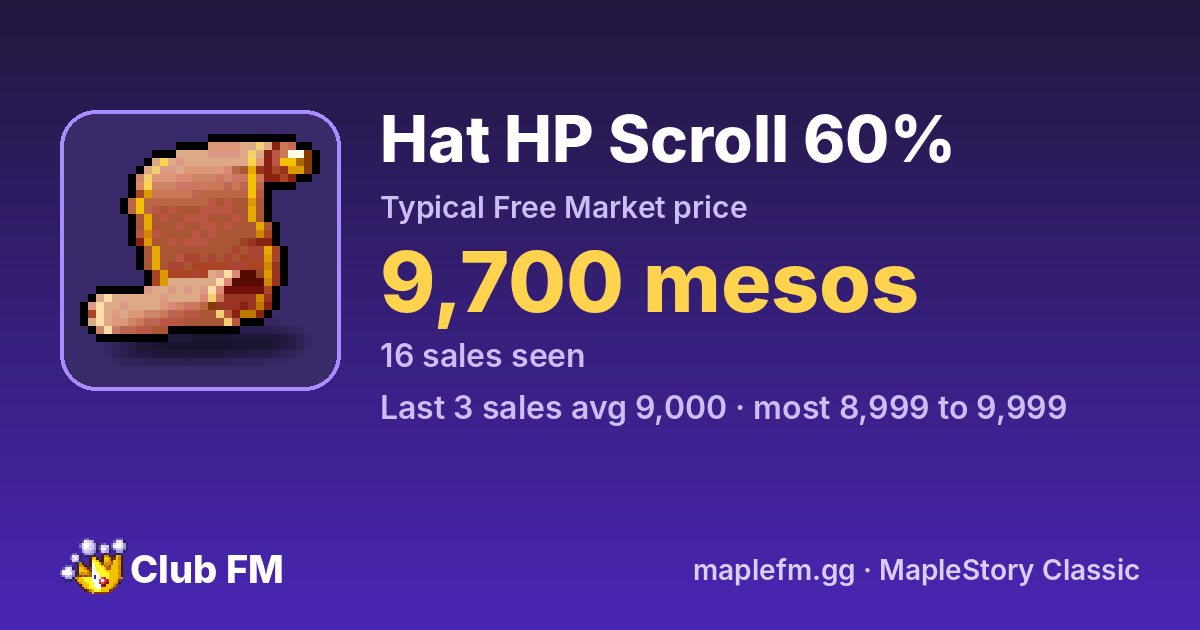 Hat HP Scroll 60%
Typical Free Market price
9,700 mesos
16 sales seen
Last 3 sales avg 9,000 · most 8,999 to 9,999
Club FM
maplefm.gg · MapleStory Classic